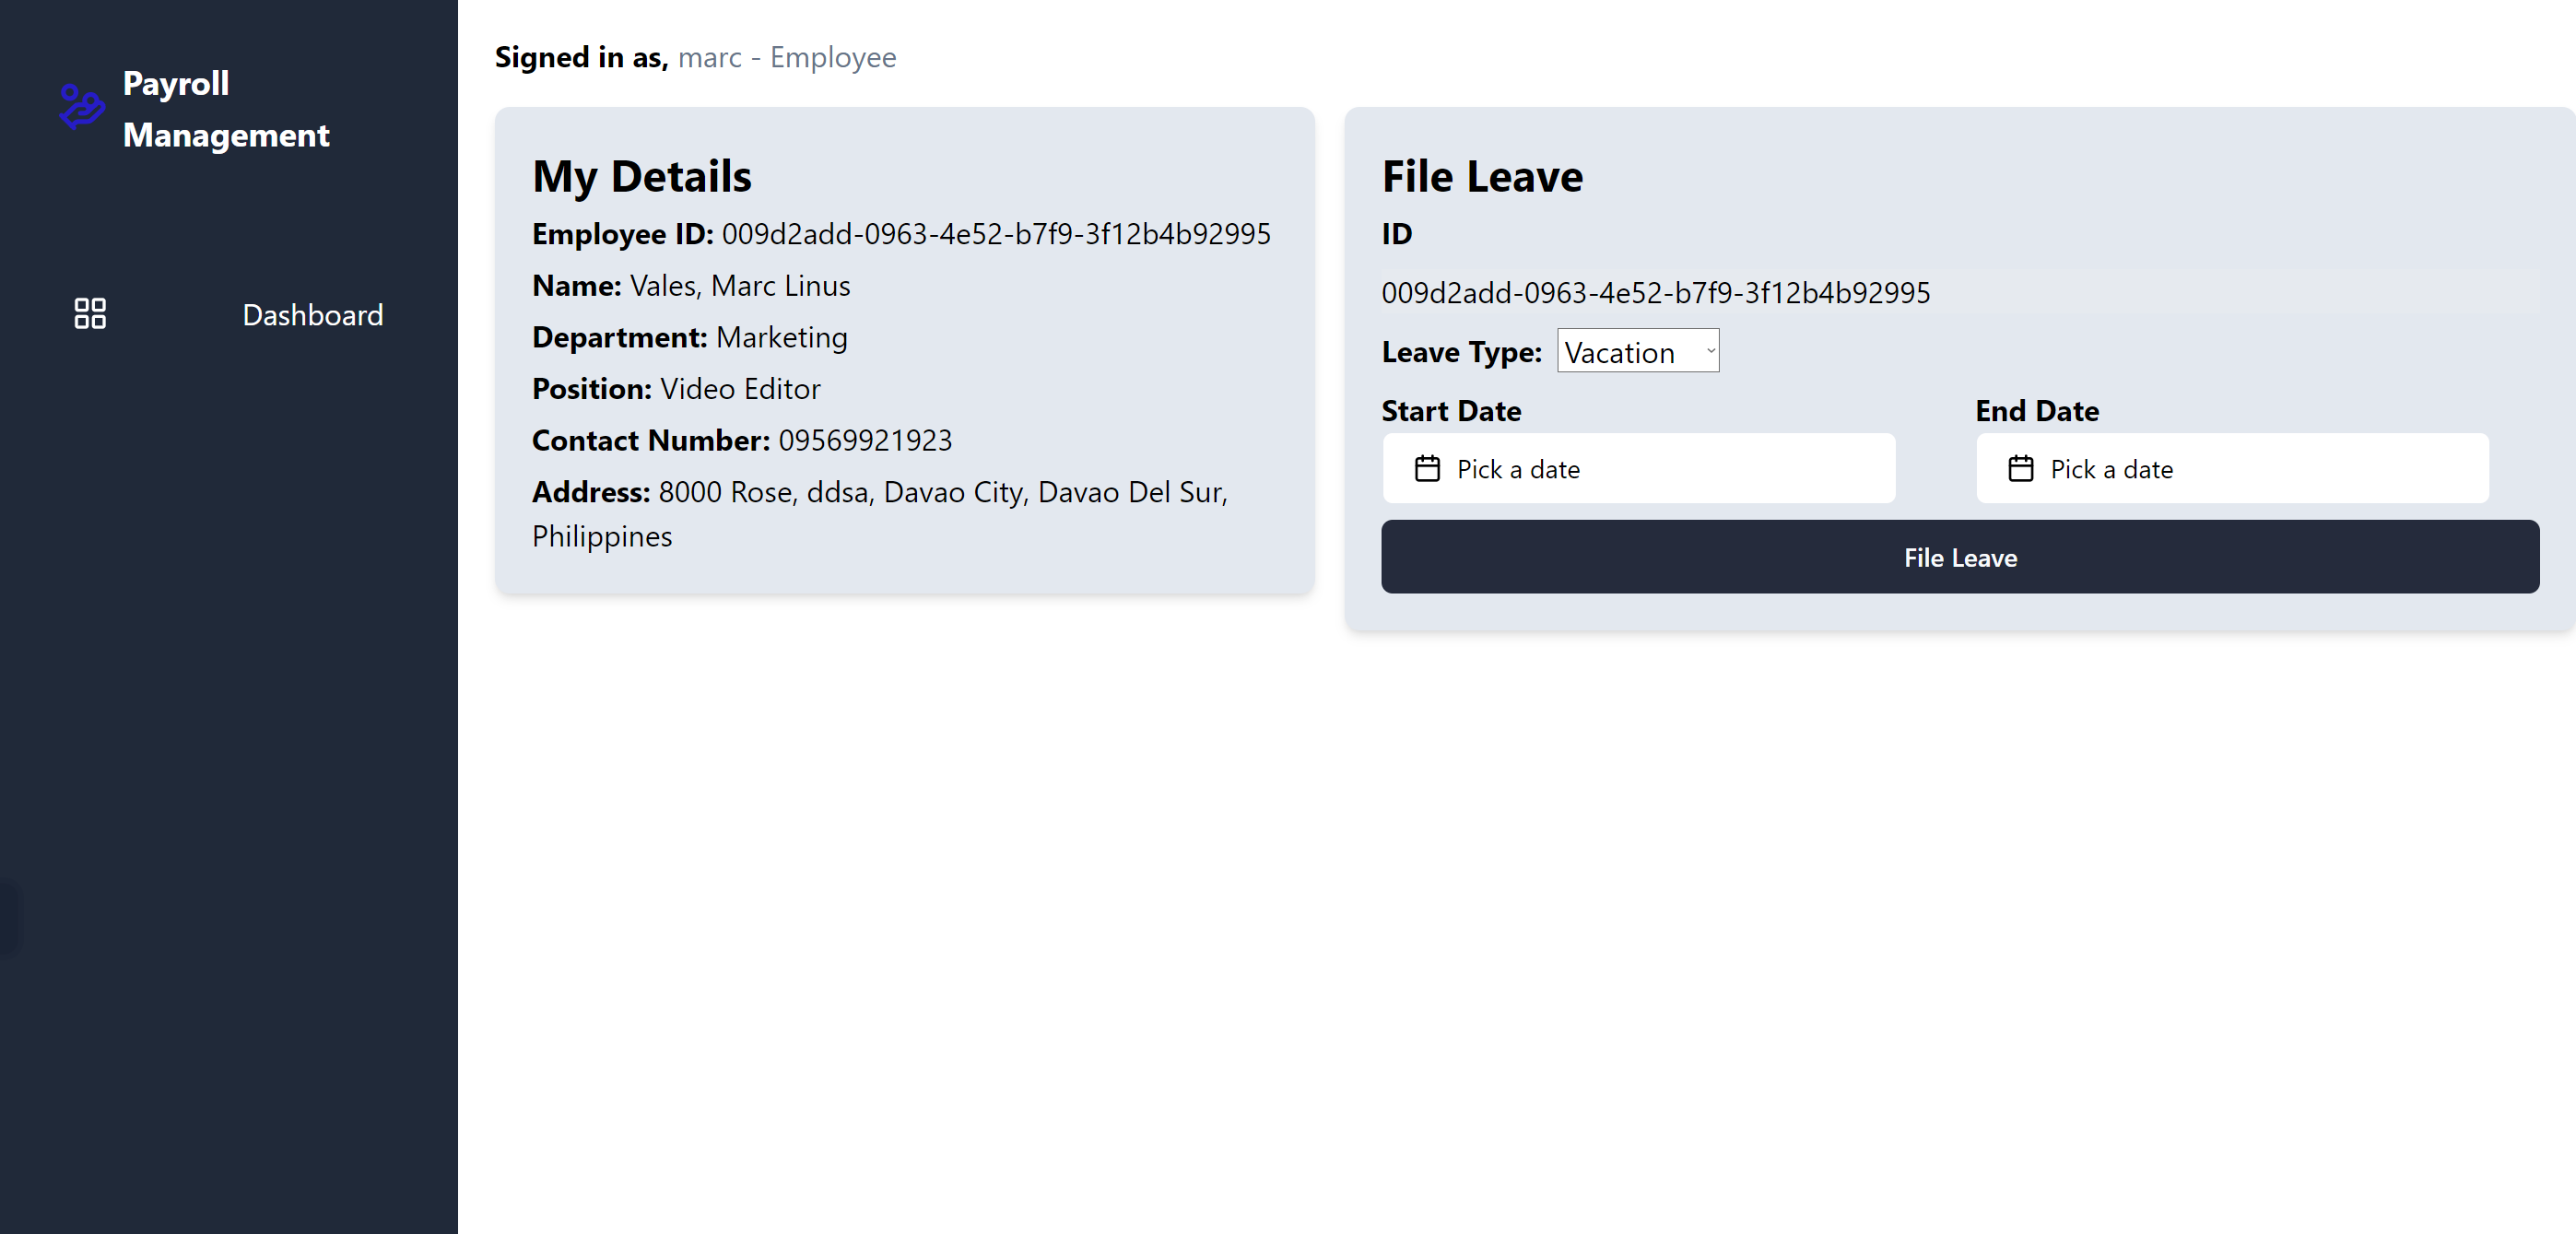 Payroll
Management
Dashboard
Signed in as, marc - Employee
My Details
Employee ID: 009d2add-0963-4e52-b7f9-3f12b4b92995
Name: Vales, Marc Linus
Department: Marketing
Position: Video Editor
Contact Number: 09569921923
Address: 8000 Rose, ddsa, Davao City, Davao Del Sur,
Philippines
File Leave
ID
009d2add-0963-4e52-b7f9-3f12b4b92995
Leave Type: Vacation
Start Date End Date
Pick a date Pick a date
File Leave